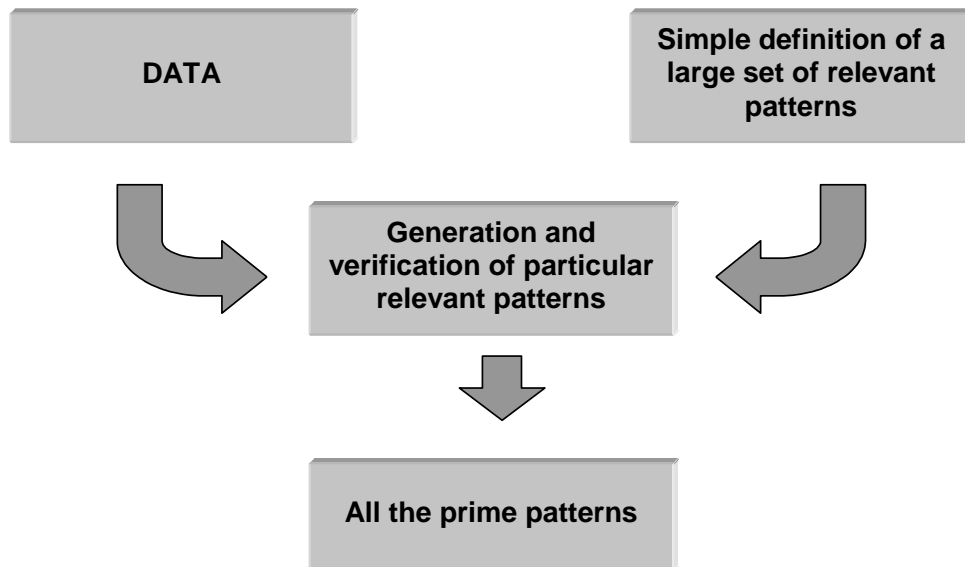 DATA
Simple definition of a
large set of relevant
patterns
Generation and
verification of particular
relevant patterns
All the prime patterns